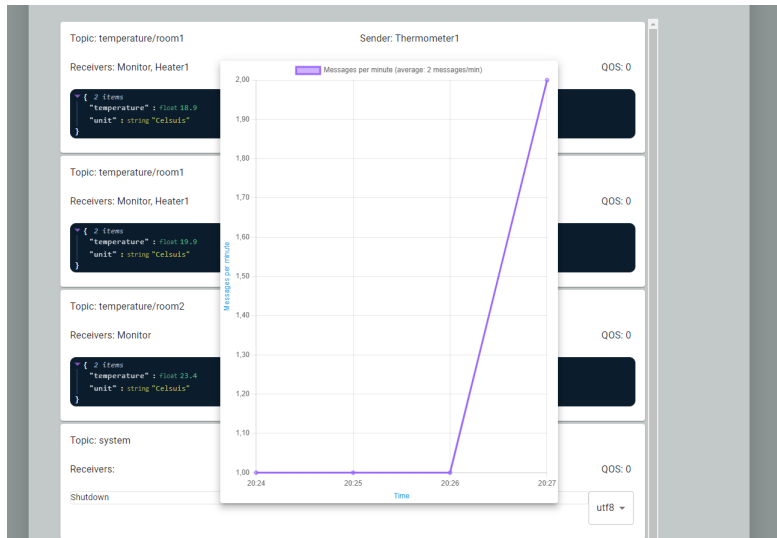 Topic: temperature/room1
Sender: Thermometer1
Receivers: Monitor, Heater1
QOS: 0
{ 2 items
"temperature" : float 18.9
"unit" : string "Celsuis"
}
Topic: temperature/room1
Receivers: Monitor, Heater1
QOS: 0
{ 2 items
"temperature" : float 19.9
"unit" : string "Celsuis"
}
Topic: temperature/room2
Receivers: Monitor
QOS: 0
{ 2 items
"temperature" : float 23.4
"unit" : string "Celsuis"
}
Topic: system
Receivers:
QOS: 0
Shutdown
utf8
Messages per minute (average: 2 messages/min)
Messages per minute
2,00
1,90
1,80
1,70
1,60
1,50
1,40
1,30
1,20
1,10
1,00
20:24 20:25 20:26 20:27
Time